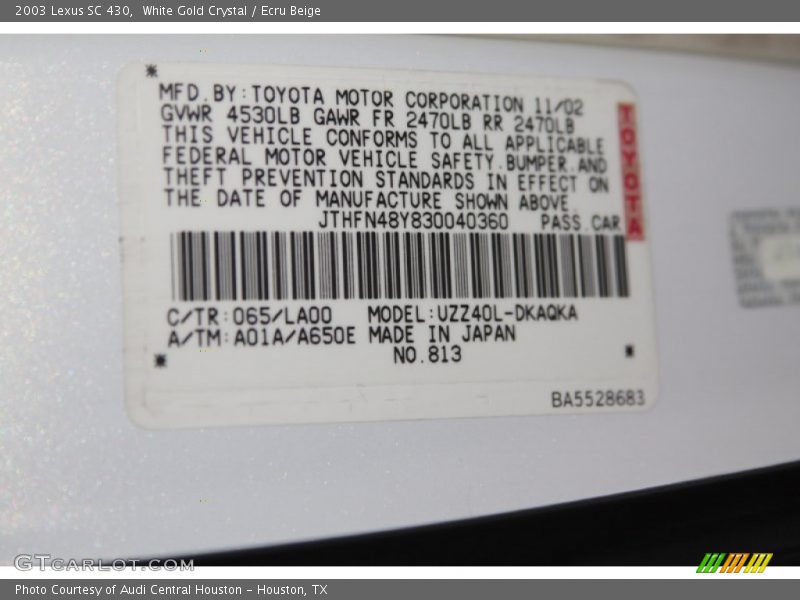 2003 Lexus SC 430, White Gold Crystal / Ecru Beige
MFD.BY:TOYOTA MOTOR CORPORATION 11/02
GVWR 4530LB GAWR FR 2470LB RR 2470LB
THIS VEHICLE CONFORMS TO ALL APPLICABLE
FEDERAL MOTOR VEHICLE SAFETY.BUMPER.AND
THEFT PREVENTION STANDARDS IN EFFECT ON
THE DATE OF MANUFACTURE SHOWN ABOVE.
JTHFN48Y830040360 PASS.CAR
TOYOTA
C/TR:065/LA00 MODEL:UZZ40L-DKAQKA
A/TM:A01A/A650E MADE IN JAPAN
NO.813
BA5528683
GTCARLOT.COM
Photo Courtesy of Audi Central Houston - Houston, TX